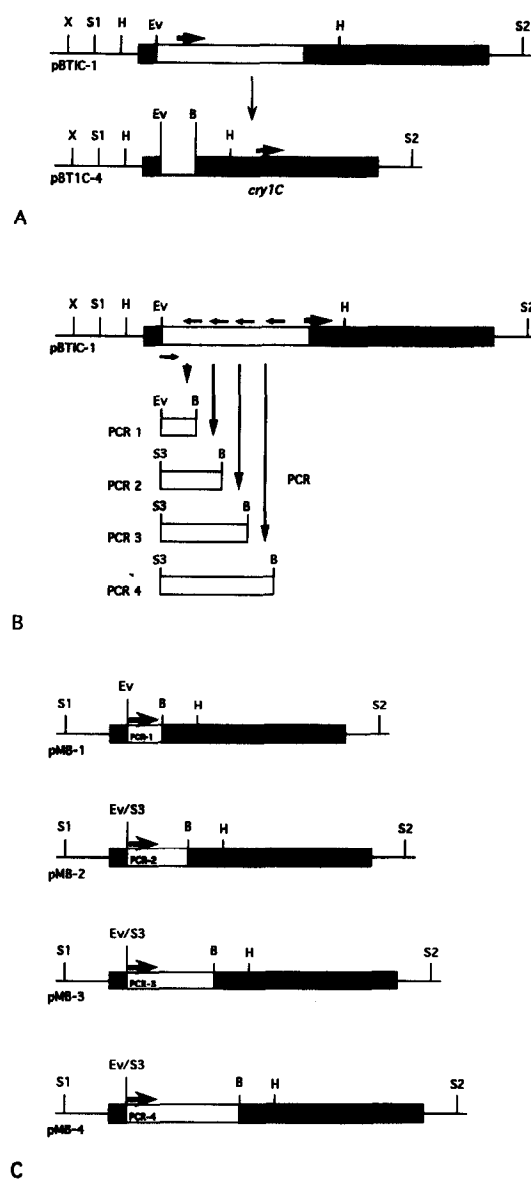 X S1 H Ev H S2
pBTIC-1
Ev B
X S1 H H S2
pBT1C-4
cry1C
A
X S1 H Ev H S2
pBTIC-1
Ev B
PCR 1
S3 B
PCR 2
PCR
S3 B
PCR 3
S3 B
PCR 4
B
Ev
S1 B H S2
PCR-1
pMB-1
Ev/S3
S1 B H S2
PCR-2
pMB-2
Ev/S3
S1 B H S2
PCR-3
pMB-3
Ev/S3
S1 B H S2
PCR-4
pMB-4
C